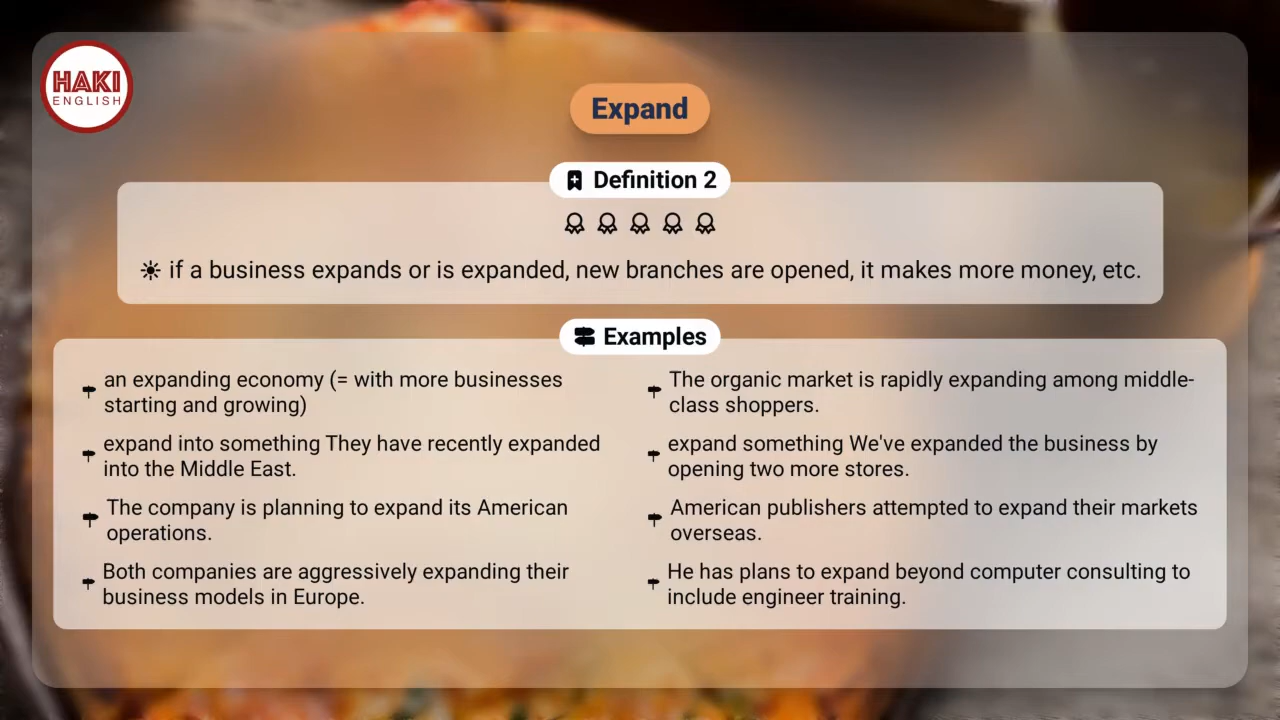 HAKI
ENGLISH
Expand
Definition 2
if a business expands or is expanded, new branches are opened, it makes more money, etc.
Examples
an expanding economy (= with more businesses
starting and growing)
expand into something They have recently expanded
into the Middle East.
The company is planning to expand its American
operations.
Both companies are aggressively expanding their
business models in Europe.
The organic market is rapidly expanding among middle-
class shoppers.
expand something We've expanded the business by
opening two more stores.
American publishers attempted to expand their markets
overseas.
He has plans to expand beyond computer consulting to
include engineer training.